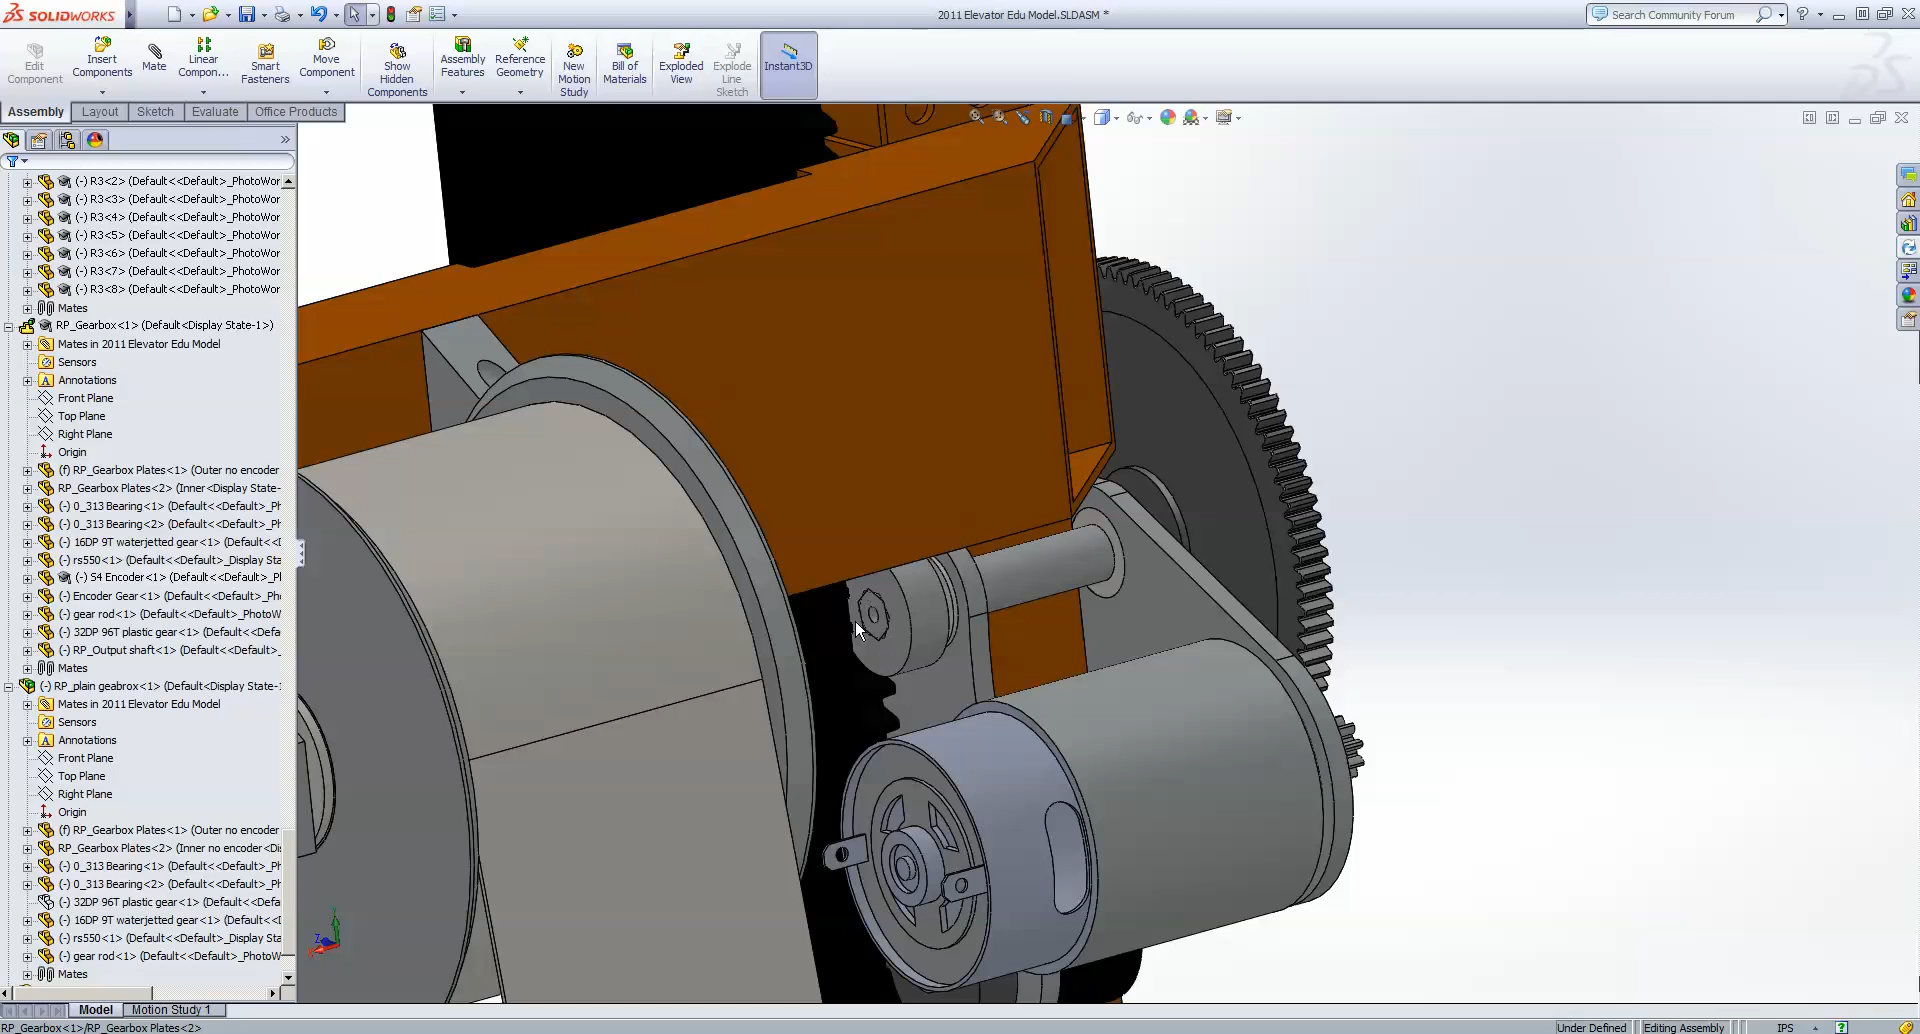 SOLIDWORKS
2011 Elevator Edu Model.SLDASM *
Search Community Forum
Edit Component
Insert Components
Mate
Linear Compon...
Smart Fasteners
Move Component
Show Hidden Components
Assembly Features
Reference Geometry
New Motion Study
Bill of Materials
Exploded View
Explode Line Sketch
Instant3D
Assembly
Layout
Sketch
Evaluate
Office Products
(-) R3<2> (Default<<Default>_PhotoWor
(-) R3<3> (Default<<Default>_PhotoWor
(-) R3<4> (Default<<Default>_PhotoWor
(-) R3<5> (Default<<Default>_PhotoWor
(-) R3<6> (Default<<Default>_PhotoWor
(-) R3<7> (Default<<Default>_PhotoWor
(-) R3<8> (Default<<Default>_PhotoWor
Mates
RP_Gearbox<1> (Default<Display State-1>)
Mates in 2011 Elevator Edu Model
Sensors
Annotations
Front Plane
Top Plane
Right Plane
Origin
(f) RP_Gearbox Plates<1> (Outer no encoder
RP_Gearbox Plates<2> (Inner<Display State-
(-) 0_313 Bearing<1> (Default<<Default>_Ph
(-) 0_313 Bearing<2> (Default<<Default>_Ph
(-) 16DP 9T waterjetted gear<1> (Default<<D
(-) rs550<1> (Default<<Default>_Display Sta
(-) S4 Encoder<1> (Default<<Default>_Pl
(-) Encoder Gear<1> (Default<<Default>_Pho
(-) gear rod<1> (Default<<Default>_PhotoW
(-) 32DP 96T plastic gear<1> (Default<<Defa
(-) RP_Output shaft<1> (Default<<Default>_
Mates
(-) RP_plain geabrox<1> (Default<Display State-1
Mates in 2011 Elevator Edu Model
Sensors
Annotations
Front Plane
Top Plane
Right Plane
Origin
(f) RP_Gearbox Plates<1> (Outer no encoder
RP_Gearbox Plates<2> (Inner no encoder<Di
(-) 0_313 Bearing<1> (Default<<Default>_Ph
(-) 0_313 Bearing<2> (Default<<Default>_Ph
(-) 32DP 96T plastic gear<1> (Default<<Defa
(-) 16DP 9T waterjetted gear<1> (Default<<D
(-) rs550<1> (Default<<Default>_Display Sta
(-) gear rod<1> (Default<<Default>_PhotoW
Mates
Model
Motion Study 1
RP_Gearbox<1>/RP_Gearbox Plates<2>
Under Defined
Editing Assembly
IPS